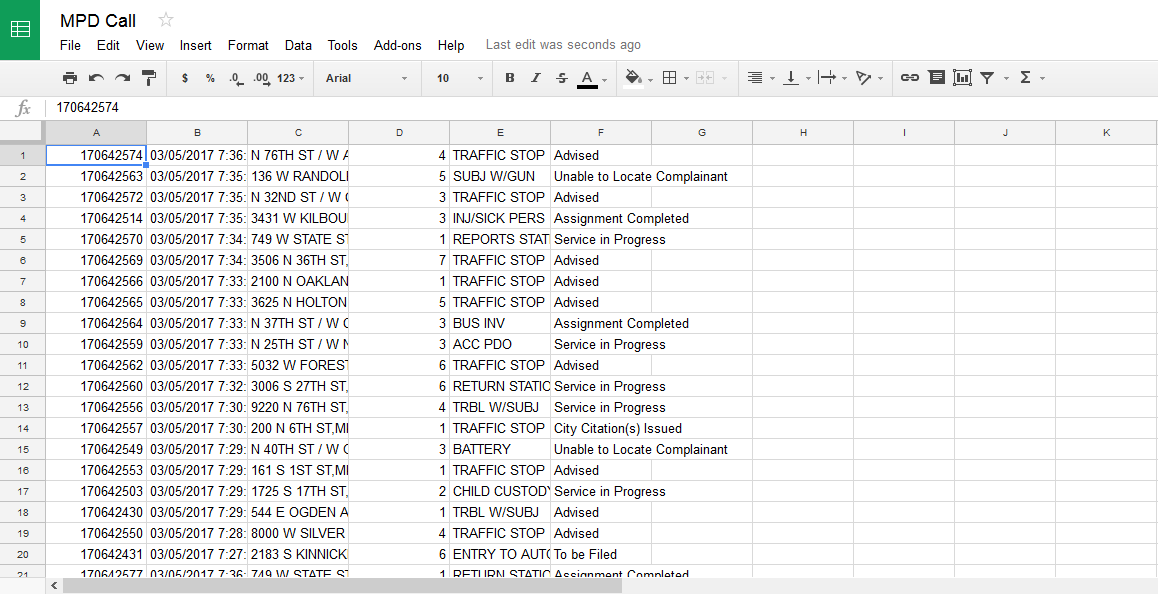 MPD Call
File Edit View Insert Format Data Tools Add-ons Help Last edit was seconds ago
$ % .0 .00 123 Arial 10 B I S A Σ
fx 170642574
A B C D E F G H I J K
1 170642574 03/05/2017 7:36: N 76TH ST / W A 4 TRAFFIC STOP Advised
2 170642563 03/05/2017 7:35: 136 W RANDOL 5 SUBJ W/GUN Unable to Locate Complainant
3 170642572 03/05/2017 7:35: N 32ND ST / W 3 TRAFFIC STOP Advised
4 170642514 03/05/2017 7:35: 3431 W KILBOU 3 INJ/SICK PERS Assignment Completed
5 170642570 03/05/2017 7:34: 749 W STATE ST 1 REPORTS STAT Service in Progress
6 170642569 03/05/2017 7:34: 3506 N 36TH ST, 7 TRAFFIC STOP Advised
7 170642566 03/05/2017 7:33: 2100 N OAKLAN 1 TRAFFIC STOP Advised
8 170642565 03/05/2017 7:33: 3625 N HOLTON 5 TRAFFIC STOP Advised
9 170642564 03/05/2017 7:33: N 37TH ST / W 3 BUS INV Assignment Completed
10 170642559 03/05/2017 7:33: N 25TH ST / W 3 ACC PDO Service in Progress
11 170642562 03/05/2017 7:33: 5032 W FOREST 6 TRAFFIC STOP Advised
12 170642560 03/05/2017 7:32: 3006 S 27TH ST, 6 RETURN STATIO Service in Progress
13 170642556 03/05/2017 7:30: 9220 N 76TH ST, 4 TRBL W/SUBJ Service in Progress
14 170642557 03/05/2017 7:30: 200 N 6TH ST,MI 1 TRAFFIC STOP City Citation(s) Issued
15 170642549 03/05/2017 7:29: N 40TH ST / W 3 BATTERY Unable to Locate Complainant
16 170642553 03/05/2017 7:29: 161 S 1ST ST,MI 1 TRAFFIC STOP Advised
17 170642503 03/05/2017 7:29: 1725 S 17TH ST, 2 CHILD CUSTODY Service in Progress
18 170642430 03/05/2017 7:29: 544 E OGDEN A 1 TRBL W/SUBJ Advised
19 170642550 03/05/2017 7:28: 8000 W SILVER 4 TRAFFIC STOP Advised
20 170642431 03/05/2017 7:27: 2183 S KINNICK 6 ENTRY TO AUTO To be Filed
21 170642577 03/05/2017 7:36: 749 W STATE ST 1 RETURN STATIO Assignment Completed